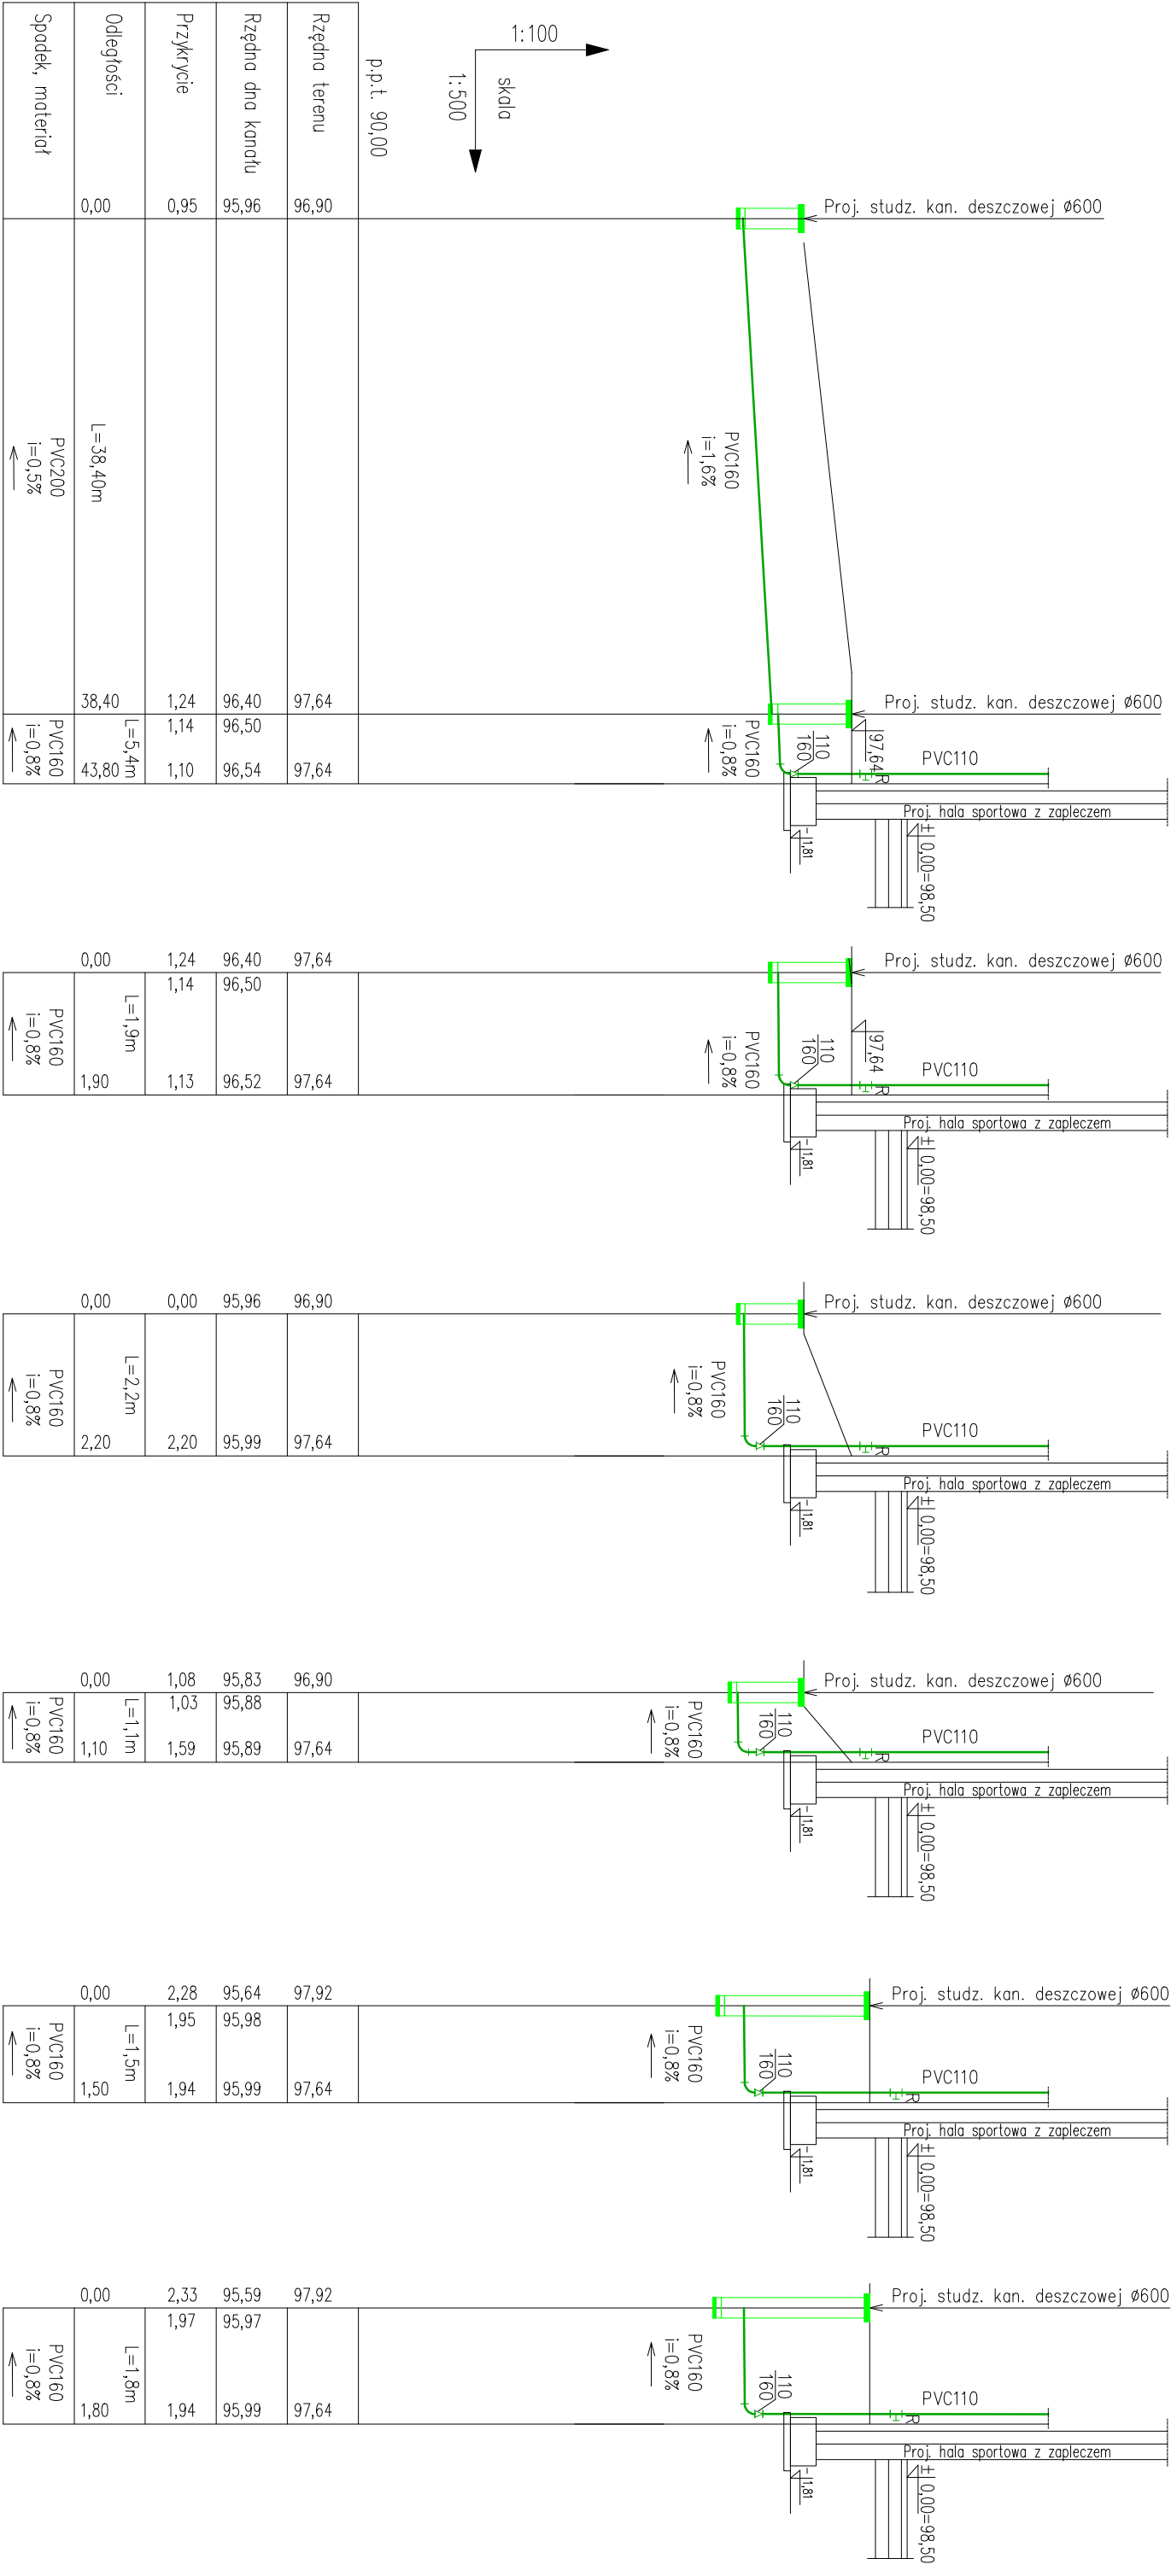 1:100
skala
1:500
p.p.t. 90,00
Rzędna terenu
Rzędna dna kanału
Przykrycie
Odległości
Spadek, materiał
Proj. studz. kan. deszczowej ø600
96,90
95,96
0,95
0,00
PVC160
i=1,6%
L=38,40m
PVC200
i=0,5%
Proj. studz. kan. deszczowej ø600
97,64
96,40
1,24
38,40
96,50
1,14
97,64
110
160
PVC160
i=0,8%
PVC110
R
L=5,4m
PVC160
i=0,8%
97,64
96,54
1,10
43,80
Proj. hala sportowa z zapleczem
± 0,00=98,50
-1,81
Proj. studz. kan. deszczowej ø600
97,64
96,40
1,24
0,00
96,50
1,14
97,64
110
160
PVC160
i=0,8%
PVC110
R
L=1,9m
PVC160
i=0,8%
97,64
96,52
1,13
1,90
Proj. hala sportowa z zapleczem
± 0,00=98,50
-1,81
Proj. studz. kan. deszczowej ø600
96,90
95,96
0,00
0,00
110
160
PVC160
i=0,8%
PVC110
R
L=2,2m
PVC160
i=0,8%
97,64
95,99
2,20
2,20
Proj. hala sportowa z zapleczem
± 0,00=98,50
-1,81
Proj. studz. kan. deszczowej ø600
96,90
95,83
1,08
0,00
95,88
1,03
110
160
PVC160
i=0,8%
PVC110
R
L=1,1m
PVC160
i=0,8%
97,64
95,89
1,59
1,10
Proj. hala sportowa z zapleczem
± 0,00=98,50
-1,81
Proj. studz. kan. deszczowej ø600
97,92
95,64
2,28
0,00
95,98
1,95
110
160
PVC160
i=0,8%
PVC110
R
L=1,5m
PVC160
i=0,8%
97,64
95,99
1,94
1,50
Proj. hala sportowa z zapleczem
± 0,00=98,50
-1,81
Proj. studz. kan. deszczowej ø600
97,92
95,59
2,33
0,00
95,97
1,97
110
160
PVC160
i=0,8%
PVC110
R
L=1,8m
PVC160
i=0,8%
97,64
95,99
1,94
1,80
Proj. hala sportowa z zapleczem
± 0,00=98,50
-1,81